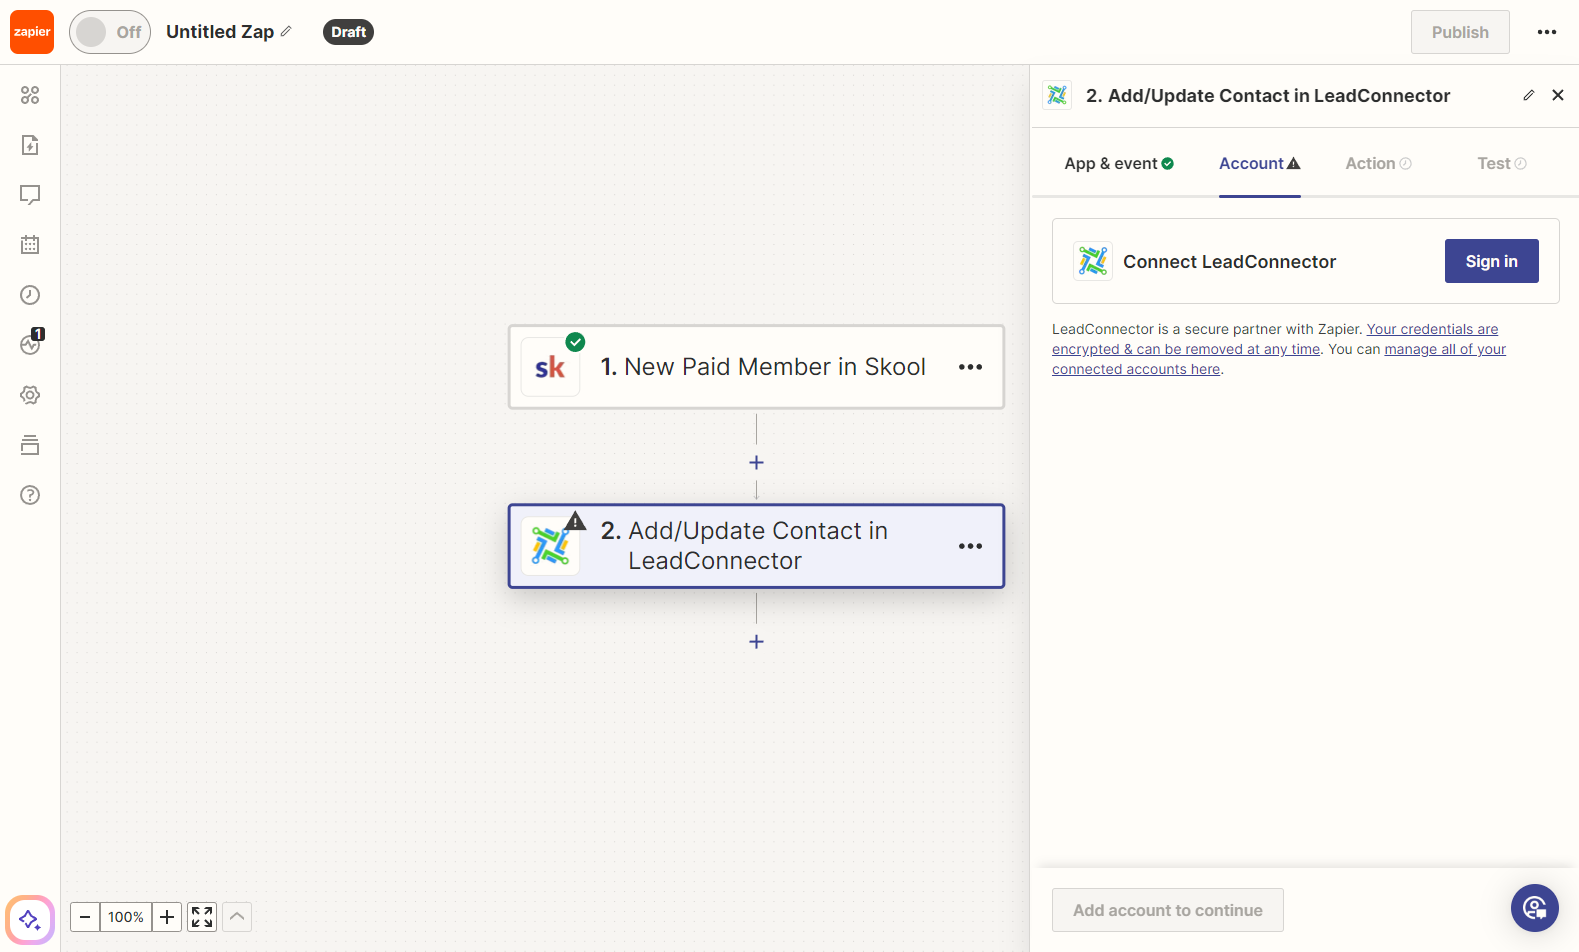 zapier
Off
Untitled Zap
Draft
Publish
1
sk
1. New Paid Member in Skool
2. Add/Update Contact in
LeadConnector
100%
2. Add/Update Contact in LeadConnector
App & event
Account
Action
Test
Connect LeadConnector
Sign in
LeadConnector is a secure partner with Zapier. Your credentials are
encrypted & can be removed at any time. You can manage all of your
connected accounts here.
Add account to continue